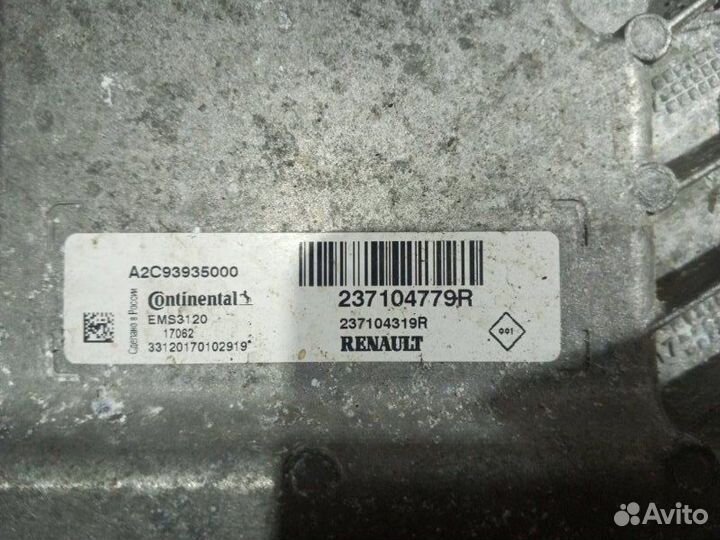 A2C93935000
Continental
EMS3120
17062
33120170102919*
Сделано в России
237104779R
237104319R
RENAULT
001
Avito